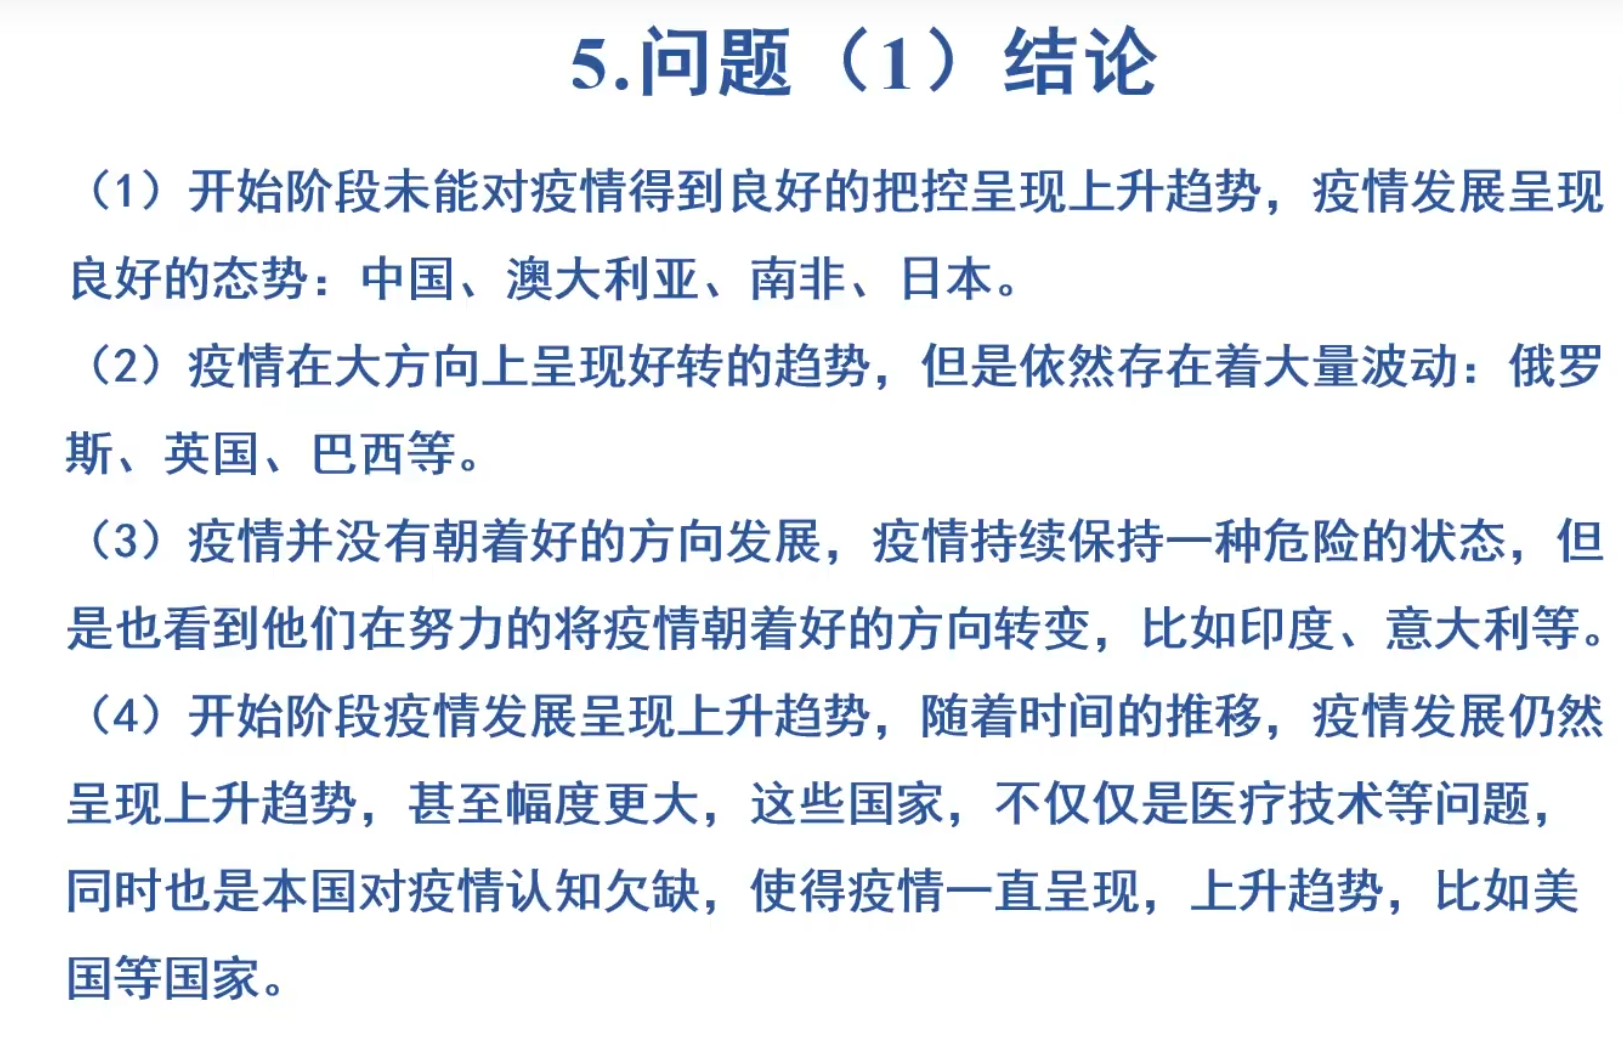 5.问题（1）结论
（1）开始阶段未能对疫情得到良好的把控呈现上升趋势，疫情发展呈现
良好的态势：中国、澳大利亚、南非、日本。
（2）疫情在大方向上呈现好转的趋势，但是依然存在着大量波动：俄罗
斯、英国、巴西等。
（3）疫情并没有朝着好的方向发展，疫情持续保持一种危险的状态，但
是也看到他们在努力的将疫情朝着好的方向转变，比如印度、意大利等。
（4）开始阶段疫情发展呈现上升趋势，随着时间的推移，疫情发展仍然
呈现上升趋势，甚至幅度更大，这些国家，不仅仅是医疗技术等问题，
同时也是本国对疫情认知欠缺，使得疫情一直呈现，上升趋势，比如美
国等国家。